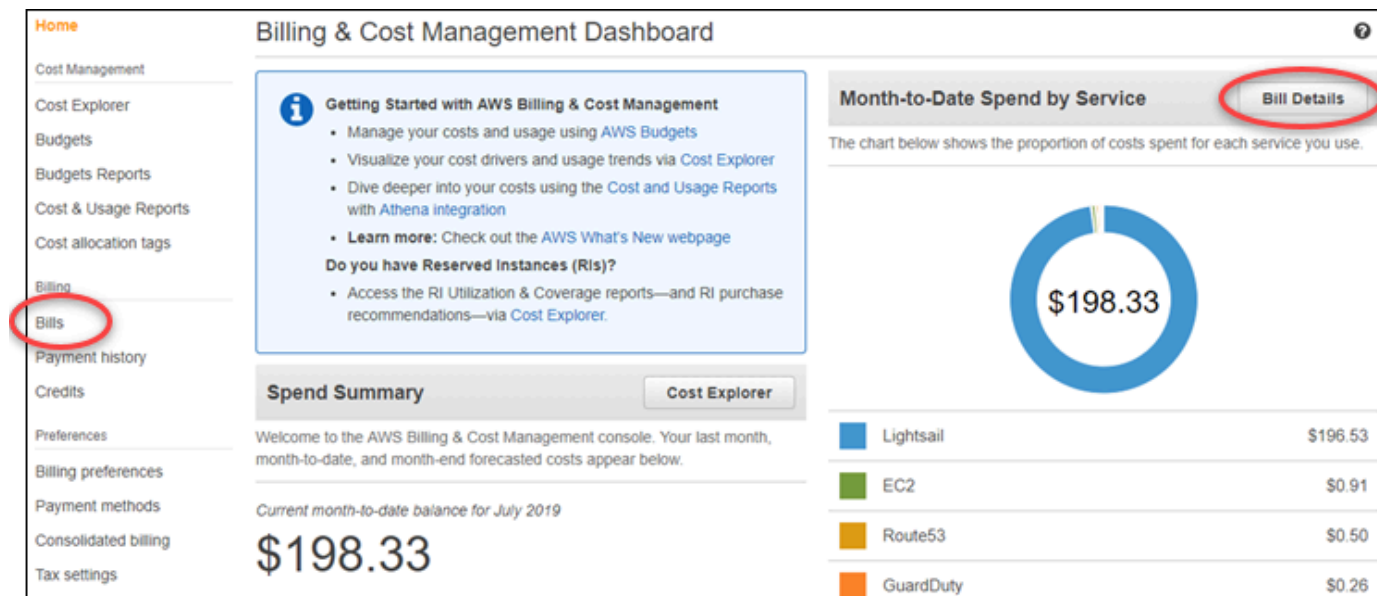 Home
Cost Management
Cost Explorer
Budgets
Budgets Reports
Cost & Usage Reports
Cost allocation tags
Billing
Bills
Payment history
Credits
Preferences
Billing preferences
Payment methods
Consolidated billing
Tax settings
Billing & Cost Management Dashboard
Getting Started with AWS Billing & Cost Management
• Manage your costs and usage using AWS Budgets
• Visualize your cost drivers and usage trends via Cost Explorer
• Dive deeper into your costs using the Cost and Usage Reports
with Athena integration
• Learn more: Check out the AWS What's New webpage
Do you have Reserved Instances (RIs)?
• Access the RI Utilization & Coverage reports—and RI purchase
recommendations—via Cost Explorer.
Spend Summary
Cost Explorer
Welcome to the AWS Billing & Cost Management console. Your last month,
month-to-date, and month-end forecasted costs appear below.
Current month-to-date balance for July 2019
$198.33
Month-to-Date Spend by Service
Bill Details
The chart below shows the proportion of costs spent for each service you use.
$198.33
Lightsail $196.53
EC2 $0.91
Route53 $0.50
GuardDuty $0.26